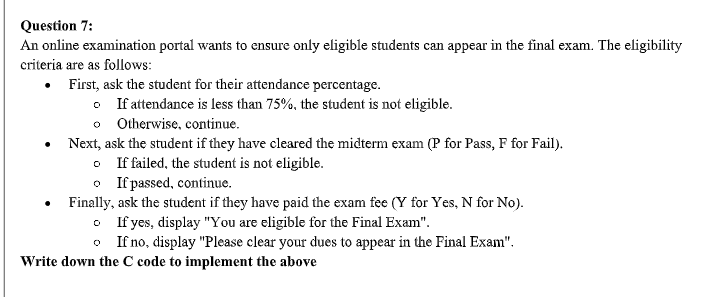 Question 7:
An online examination portal wants to ensure only eligible students can appear in the final exam. The eligibility
criteria are as follows:
• First, ask the student for their attendance percentage.
o If attendance is less than 75%, the student is not eligible.
o Otherwise, continue.
• Next, ask the student if they have cleared the midterm exam (P for Pass, F for Fail).
o If failed, the student is not eligible.
o If passed, continue.
• Finally, ask the student if they have paid the exam fee (Y for Yes, N for No).
o If yes, display "You are eligible for the Final Exam".
o If no, display "Please clear your dues to appear in the Final Exam".
Write down the C code to implement the above